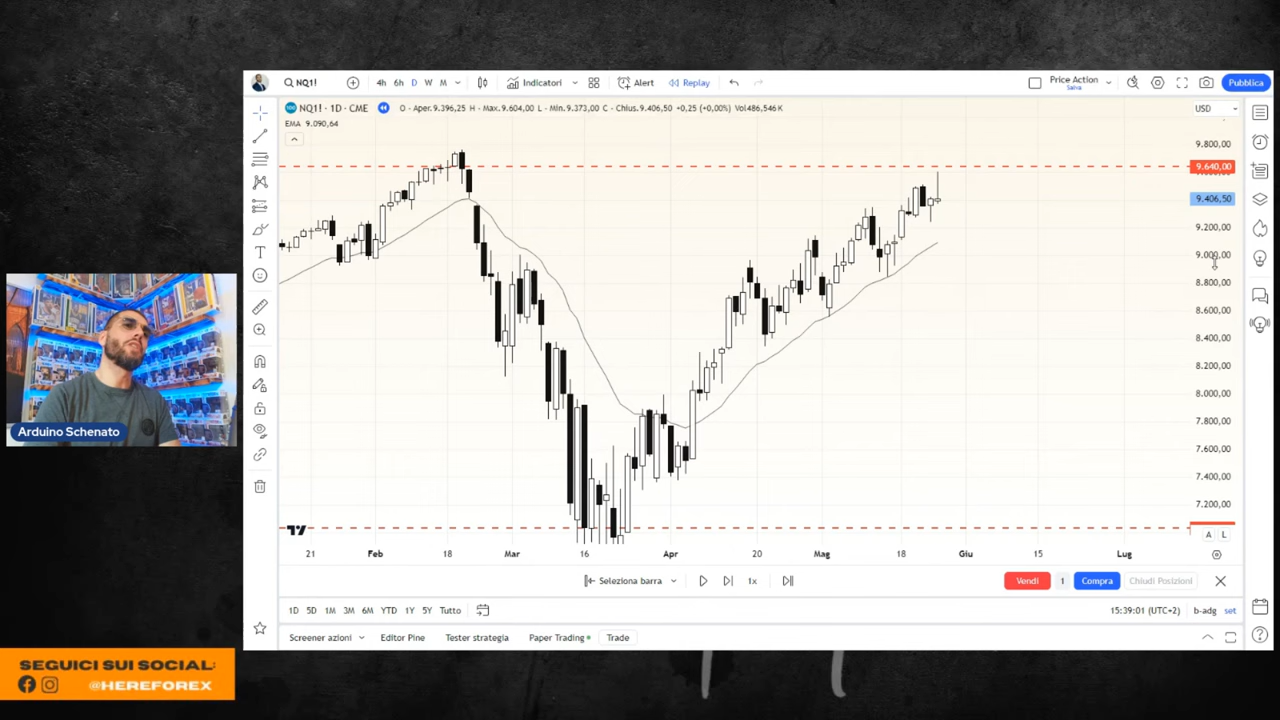 NQ1!
4h 6h D W M
Indicatori
Alert
Replay
Price Action
Salva
Pubblica
NQ1! · 1D · CME
O - Aper.9.396,25 H - Max.9.604,00 L - Min.9.373,00 C - Chius.9.406,50 +0,25 (+0,00%) Vol486,546K
EMA 9.090,64
USD
9.800,00
9.640,00
9.406,50
9.200,00
9.000,00
8.800,00
8.600,00
8.400,00
8.200,00
8.000,00
7.800,00
7.600,00
7.400,00
7.200,00
A L
21 Feb 18 Mar 16 Apr 20 Mag 18 Giu 15 Lug
Seleziona barra
1x
Vendi 1 Compra Chiudi Posizioni
1D 5D 1M 3M 6M YTD 1Y 5Y Tutto
15:39:01 (UTC+2) b-adg set
Screener azioni Editor Pine Tester strategia Paper Trading Trade
Arduino Schenato
SEGUICI SUI SOCIAL:
@HEREFOREX